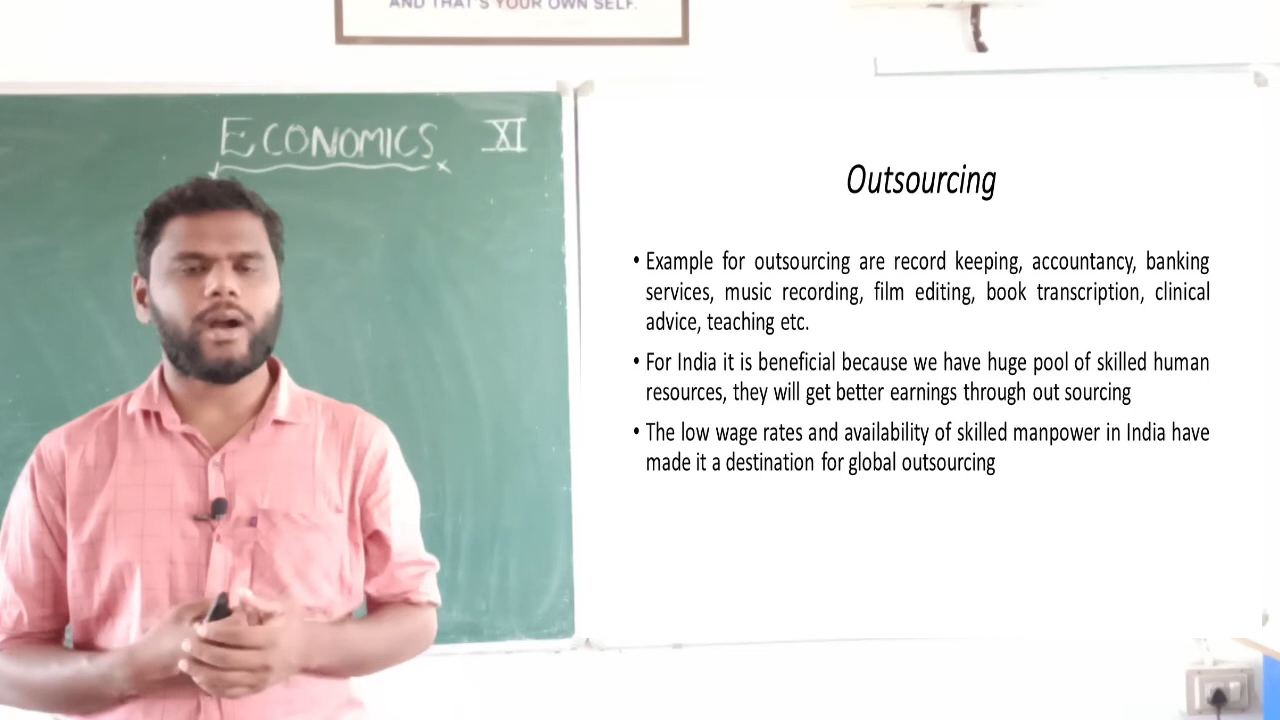 AND THAT'S YOUR OWN SELF.
ECONOMICS XI
Outsourcing
• Example for outsourcing are record keeping, accountancy, banking
services, music recording, film editing, book transcription, clinical
advice, teaching etc.
• For India it is beneficial because we have huge pool of skilled human
resources, they will get better earnings through out sourcing
• The low wage rates and availability of skilled manpower in India have
made it a destination for global outsourcing